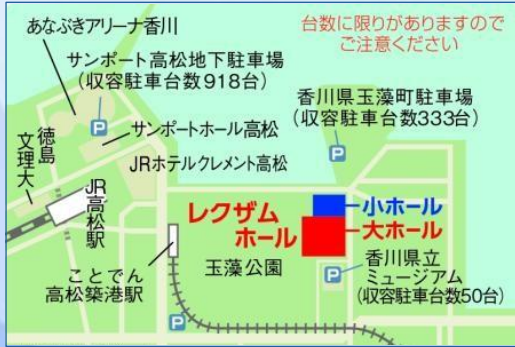 あなぶきアリーナ香川
台数に限りがありますので
ご注意ください
サンポート高松地下駐車場
(収容駐車台数918台)
P
香川県玉藻町駐車場
(収容駐車台数333台)
P
サンポートホール高松
徳島
文理大
JRホテルクレメント高松
JR
高松駅
レクザム
ホール
小ホール
大ホール
ことでん
高松築港駅
玉藻公園
P
香川県立
ミュージアム
(収容駐車台数50台)
P